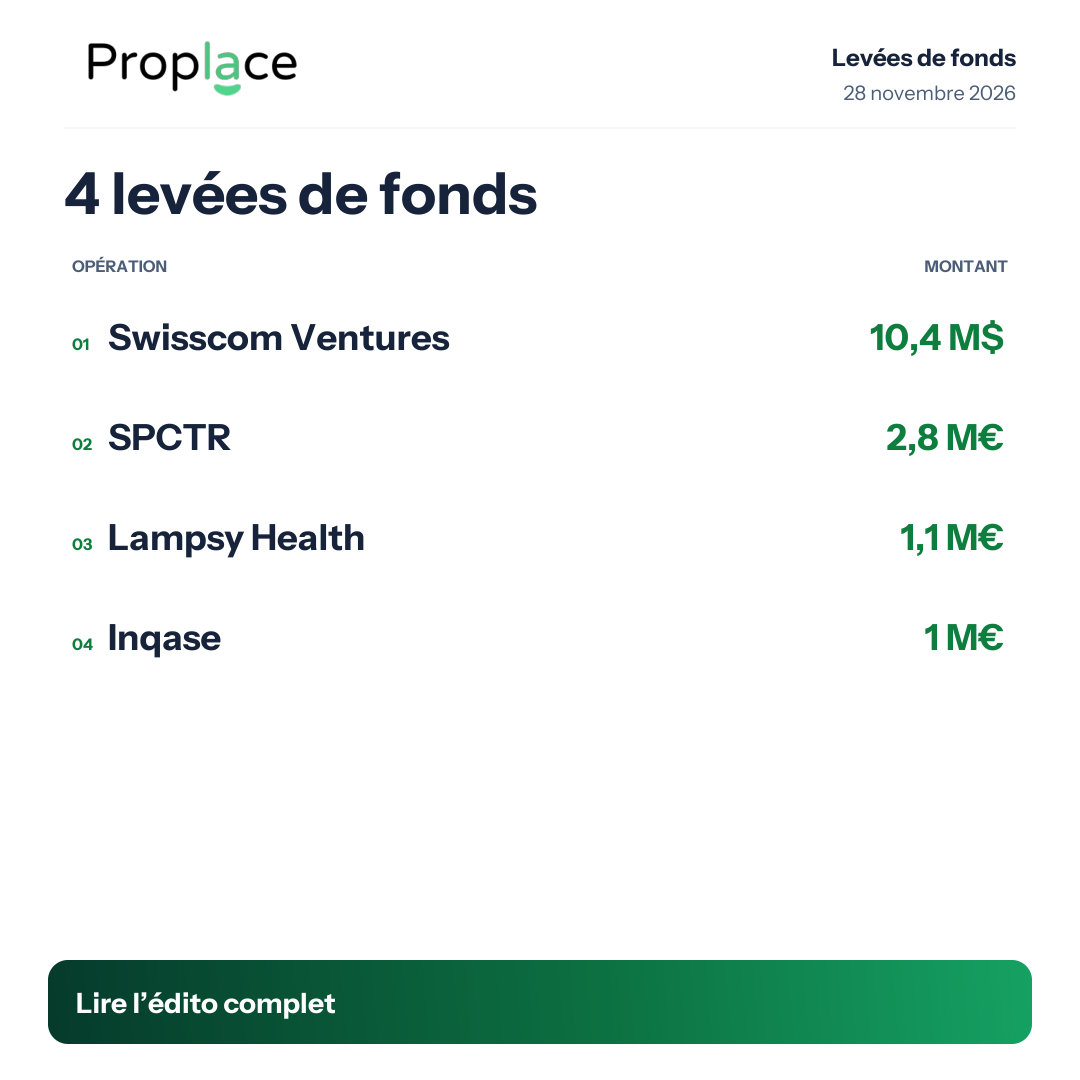 Proplace
Levées de fonds
28 novembre 2026
4 levées de fonds
OPÉRATION MONTANT
01 Swisscom Ventures 10,4 M$
02 SPCTR 2,8 M€
03 Lampsy Health 1,1 M€
04 Inqase 1 M€
Lire l’édito complet